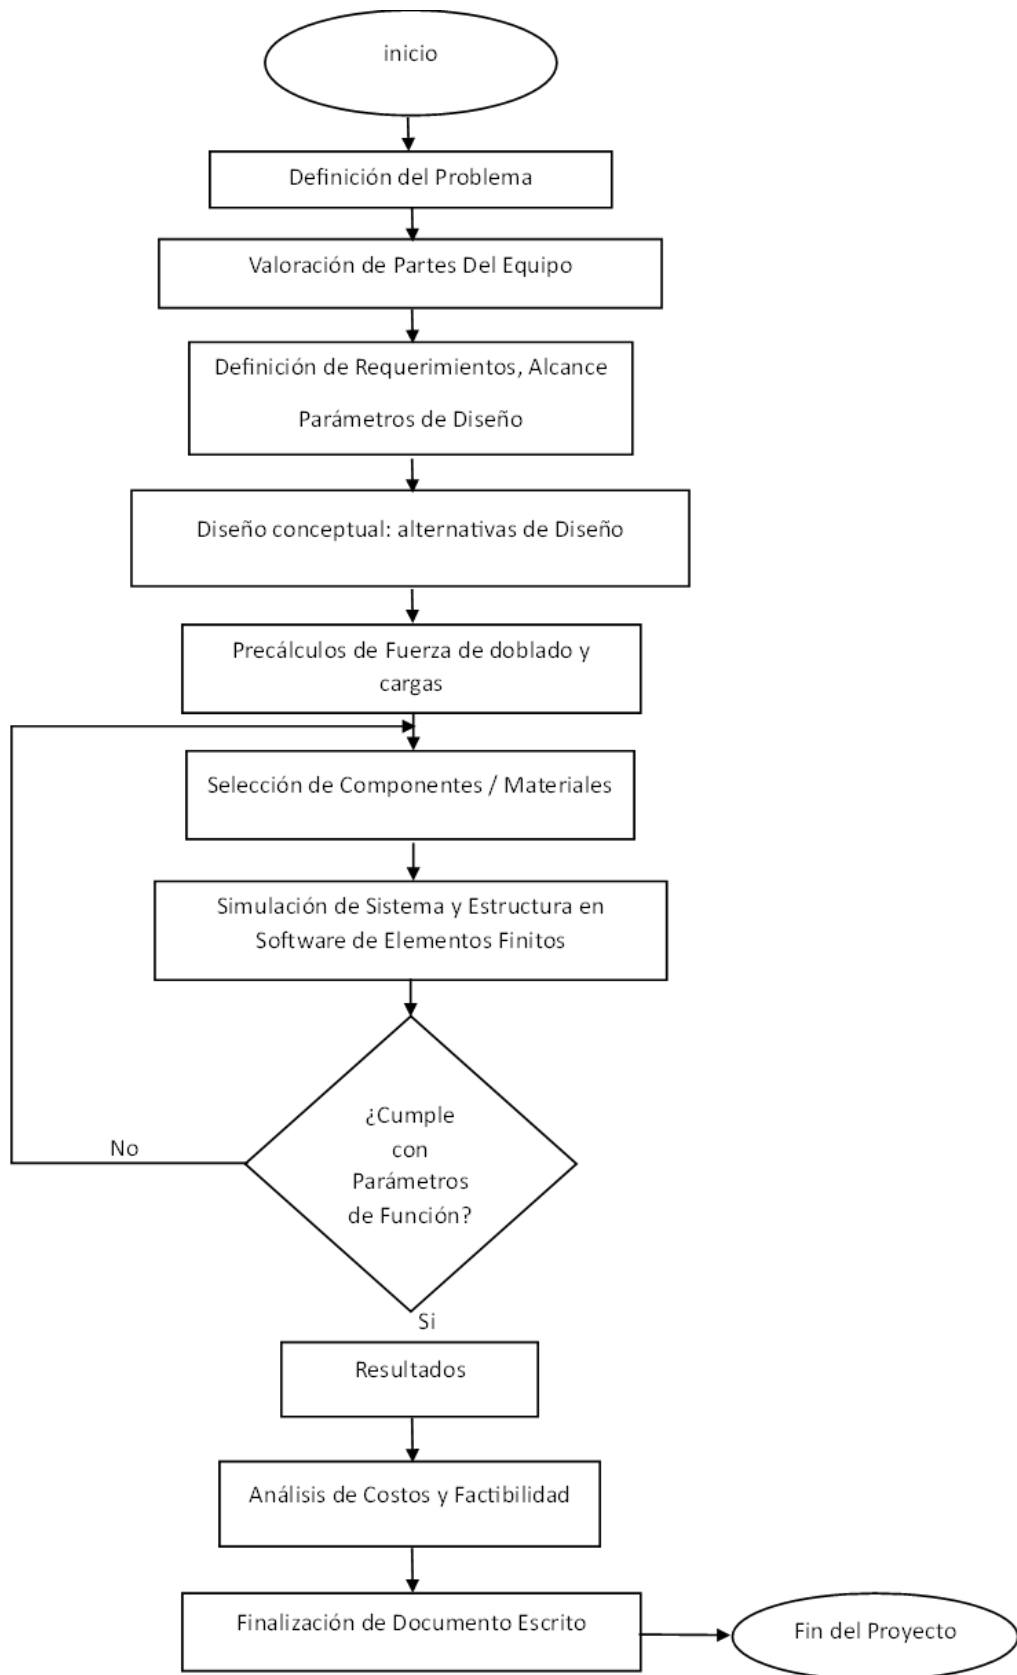 inicio
Definición del Problema
Valoración de Partes Del Equipo
Definición de Requerimientos, Alcance
Parámetros de Diseño
Diseño conceptual: alternativas de Diseño
Precálculos de Fuerza de doblado y
cargas
Selección de Componentes / Materiales
Simulación de Sistema y Estructura en
Software de Elementos Finitos
¿Cumple
con
Parámetros
de Función?
No
Si
Resultados
Análisis de Costos y Factibilidad
Finalización de Documento Escrito
Fin del Proyecto